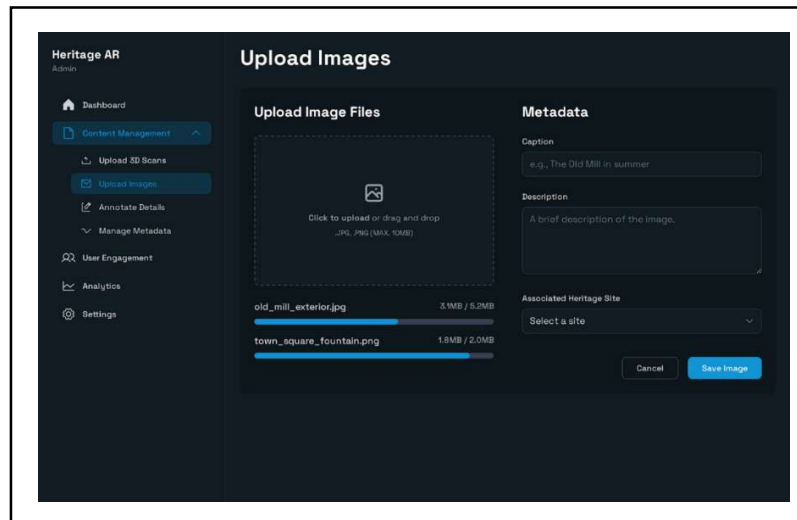 Heritage AR
Admin
Dashboard
Content Management
Upload 3D Scans
Upload Images
Annotate Details
Manage Metadata
User Engagement
Analytics
Settings
Upload Images
Upload Image Files
Click to upload or drag and drop
.JPG, .PNG (MAX. 10MB)
old_mill_exterior.jpg 3.1MB / 5.2MB
town_square_fountain.png 1.8MB / 2.0MB
Metadata
Caption
e.g., The Old Mill in summer
Description
A brief description of the image.
Associated Heritage Site
Select a site
Cancel Save Image